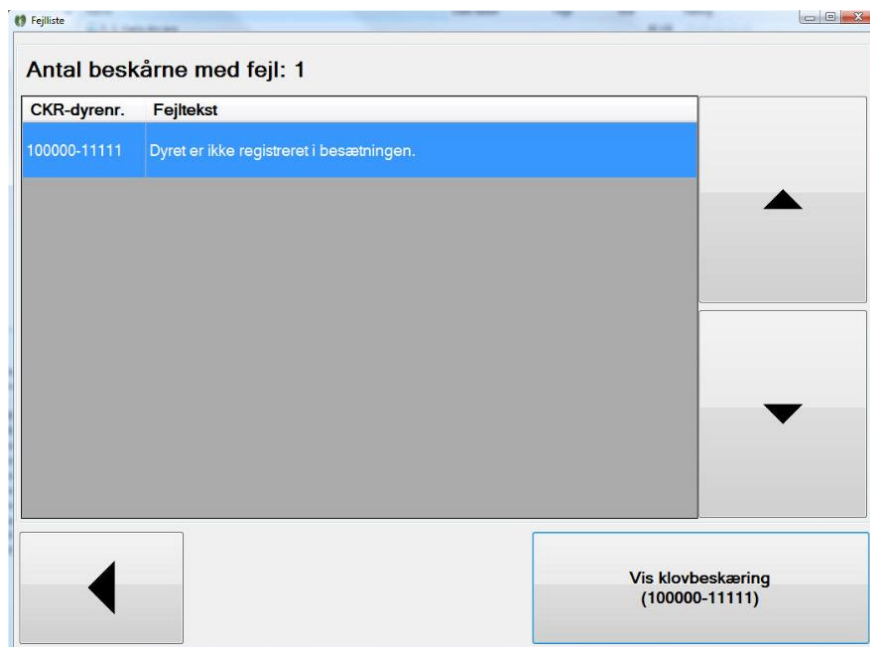 Fejlliste
Antal beskårne med fejl: 1
CKR-dyrenr. Fejltekst
100000-11111 Dyret er ikke registreret i besætningen.
Vis klovbeskæring
(100000-11111)